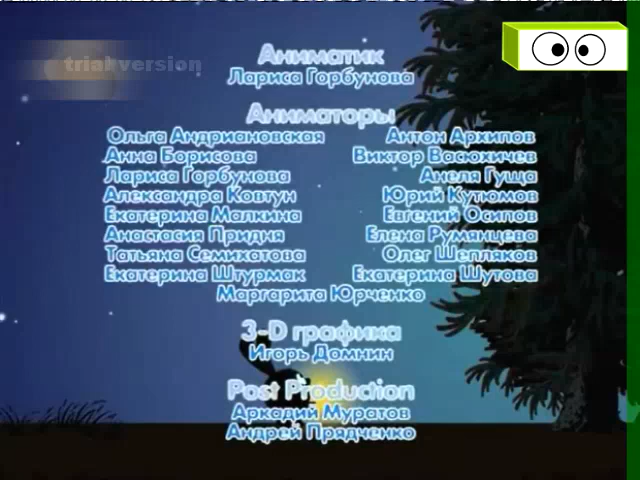 trial version
Аниматик
Лариса Горбунова
Аниматоры
Ольга Андриановская Антон Архипов
Анна Борисова Виктор Васюхичев
Лариса Горбунова Анеля Гуща
Александра Ковтун Юрий Кутюмов
Екатерина Малкина Евгений Осипов
Анастасия Придня Елена Румянцева
Татьяна Семихатова Олег Шепляков
Екатерина Штурмак Екатерина Шутова
Маргарита Юрченко
3-D графика
Игорь Домнин
Post Production
Аркадий Муратов
Андрей Прядченко